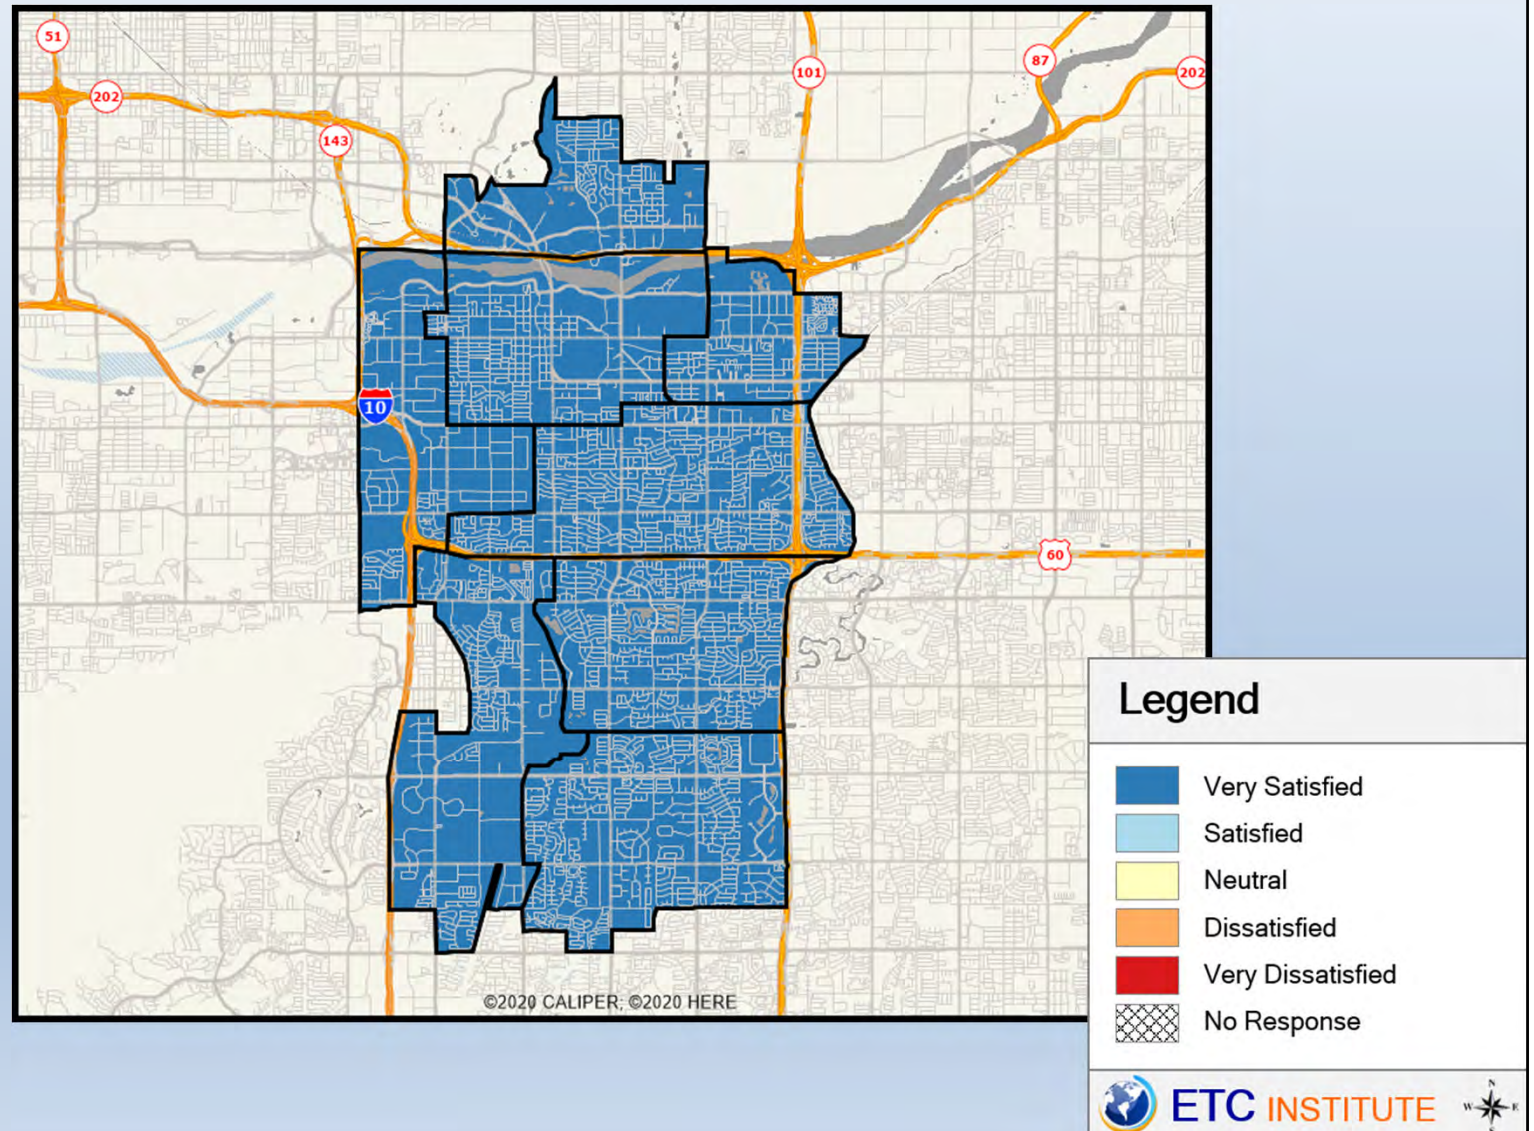 51
202
143
101
87
202
10
60
©2020 CALIPER; ©2020 HERE
Legend
Very Satisfied
Satisfied
Neutral
Dissatisfied
Very Dissatisfied
No Response
ETC INSTITUTE
N
W E
S